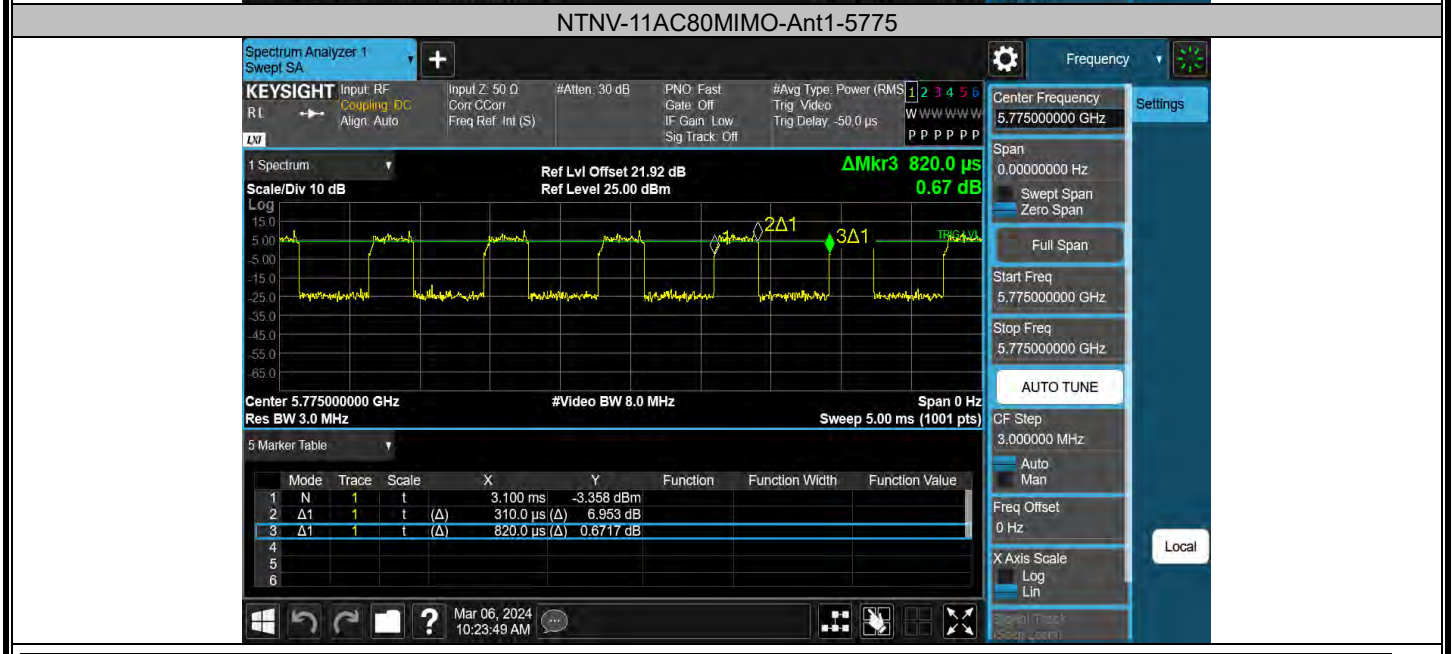 NTNV-11AC80MIMO-Ant1-5775
Spectrum Analyzer 1
Swept SA
Frequency
KEYSIGHT
RL
LXI
Input: RF
Coupling: DC
Align: Auto
Input Z: 50 Ω
Corr CCorr
Freq Ref: Int (S)
#Atten: 30 dB
PNO: Fast
Gate: Off
IF Gain: Low
Sig Track: Off
#Avg Type: Power (RMS
Trig: Video
Trig Delay: -50.0 µs
1 2 3 4 5 6
W W W W W W
P P P P P P
1 Spectrum
Scale/Div 10 dB
Log
Ref Lvl Offset 21.92 dB
Ref Level 25.00 dBm
ΔMkr3 820.0 µs
0.67 dB
15.0
5.00
-5.00
-15.0
-25.0
-35.0
-45.0
-55.0
-65.0
2Δ1
3Δ1
Center 5.775000000 GHz
#Video BW 8.0 MHz
Span 0 Hz
Res BW 3.0 MHz
Sweep 5.00 ms (1001 pts)
5 Marker Table
Mode Trace Scale X Y Function Function Width Function Value
1 N 1 t 3.100 ms -3.358 dBm
2 Δ1 1 t (Δ) 310.0 µs (Δ) 6.953 dB
3 Δ1 1 t (Δ) 820.0 µs (Δ) 0.6717 dB
4
5
6
?
Mar 06, 2024
10:23:49 AM
Center Frequency
5.775000000 GHz
Span
0.00000000 Hz
Swept Span
Zero Span
Full Span
Start Freq
5.775000000 GHz
Stop Freq
5.775000000 GHz
AUTO TUNE
CF Step
3.000000 MHz
Auto
Man
Freq Offset
0 Hz
X Axis Scale
Log
Lin
Settings
Local